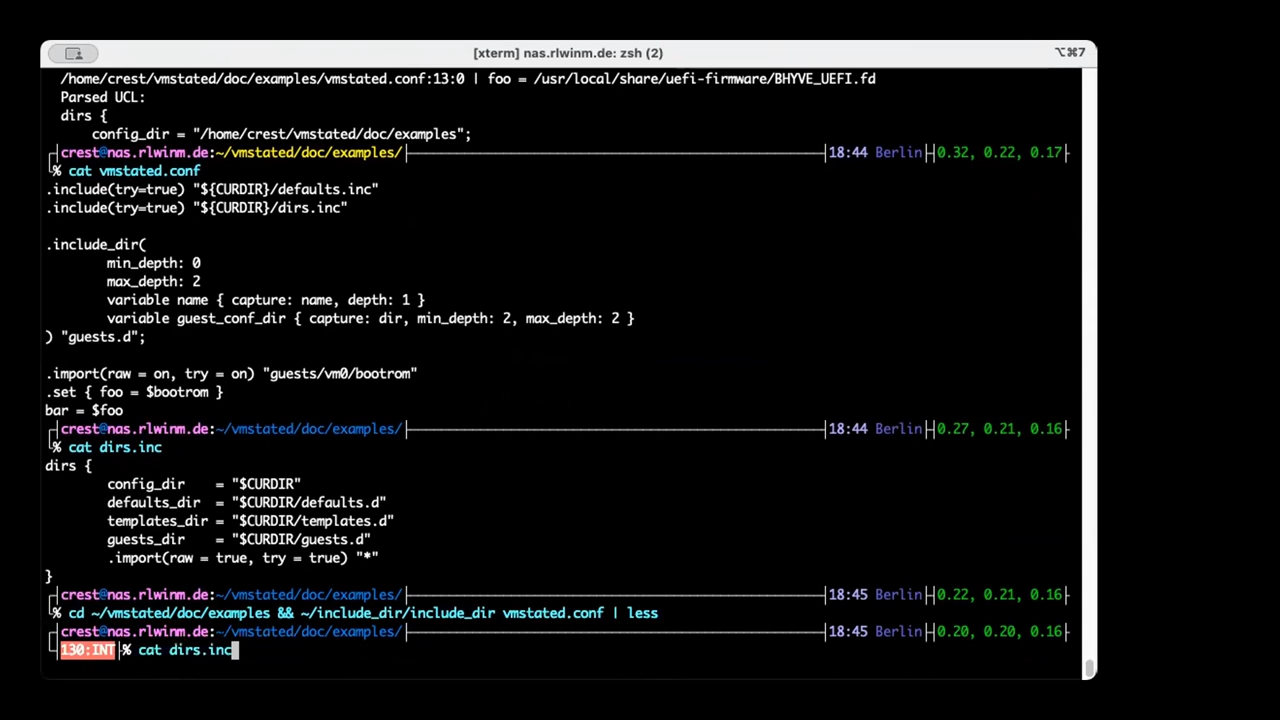 [xterm] nas.rlwinm.de: zsh (2)
⌥⌘7
/home/crest/vmstated/doc/examples/vmstated.conf:13:0 | foo = /usr/local/share/uefi-firmware/BHYVE_UEFI.fd
Parsed UCL:
dirs {
config_dir = "/home/crest/vmstated/doc/examples";
crest@nas.rlwinm.de:~/vmstated/doc/examples/ 18:44 Berlin 0.32, 0.22, 0.17
% cat vmstated.conf
.include(try=true) "${CURDIR}/defaults.inc"
.include(try=true) "${CURDIR}/dirs.inc"
.include_dir(
min_depth: 0
max_depth: 2
variable name { capture: name, depth: 1 }
variable guest_conf_dir { capture: dir, min_depth: 2, max_depth: 2 }
) "guests.d";
.import(raw = on, try = on) "guests/vm0/bootrom"
.set { foo = $bootrom }
bar = $foo
crest@nas.rlwinm.de:~/vmstated/doc/examples/ 18:44 Berlin 0.27, 0.21, 0.16
% cat dirs.inc
dirs {
config_dir = "$CURDIR"
defaults_dir = "$CURDIR/defaults.d"
templates_dir = "$CURDIR/templates.d"
guests_dir = "$CURDIR/guests.d"
.import(raw = true, try = true) "*"
}
crest@nas.rlwinm.de:~/vmstated/doc/examples/ 18:45 Berlin 0.22, 0.21, 0.16
% cd ~/vmstated/doc/examples && ~/include_dir/include_dir vmstated.conf | less
crest@nas.rlwinm.de:~/vmstated/doc/examples/ 18:45 Berlin 0.20, 0.20, 0.16
130:INT % cat dirs.inc